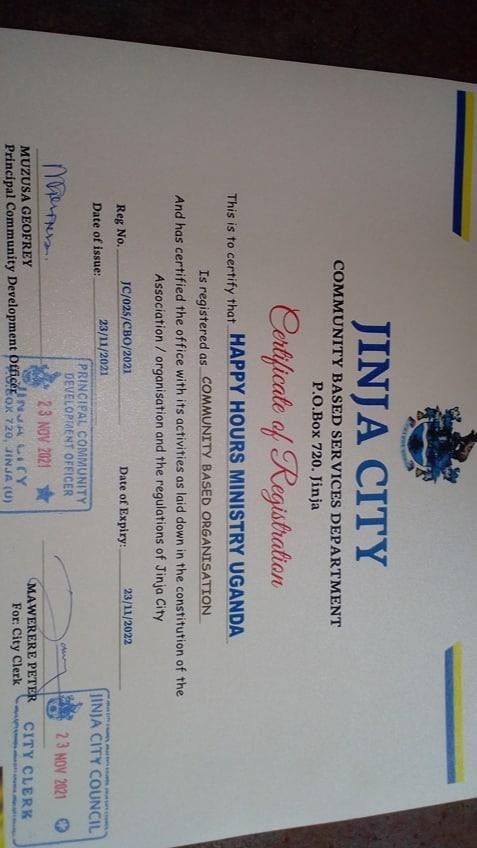 JINJA CITY
COMMUNITY BASED SERVICES DEPARTMENT
P.O.Box 720, Jinja
Certificate of Registration
This is to certify that HAPPY HOURS MINISTRY UGANDA
Is registered as COMMUNITY BASED ORGANISATION
And has certified the office with its activities as laid down in the constitution of the
Association / organisation and the regulations of Jinja City
Reg No. JC/025/CBO/2021 Date of Expiry: 23/11/2022
Date of issue: 23/11/2021
PRINCIPAL COMMUNITY
DEVELOPMENT OFFICER
23 NOV 2021
JINJA CITY
P.O. BOX 720, JINJA (U)
MUZUSA GEOFREY
Principal Community Development Officer
JINJA CITY COUNCIL
23 NOV 2021
CITY CLERK
MAWERERE PETER
For: City Clerk